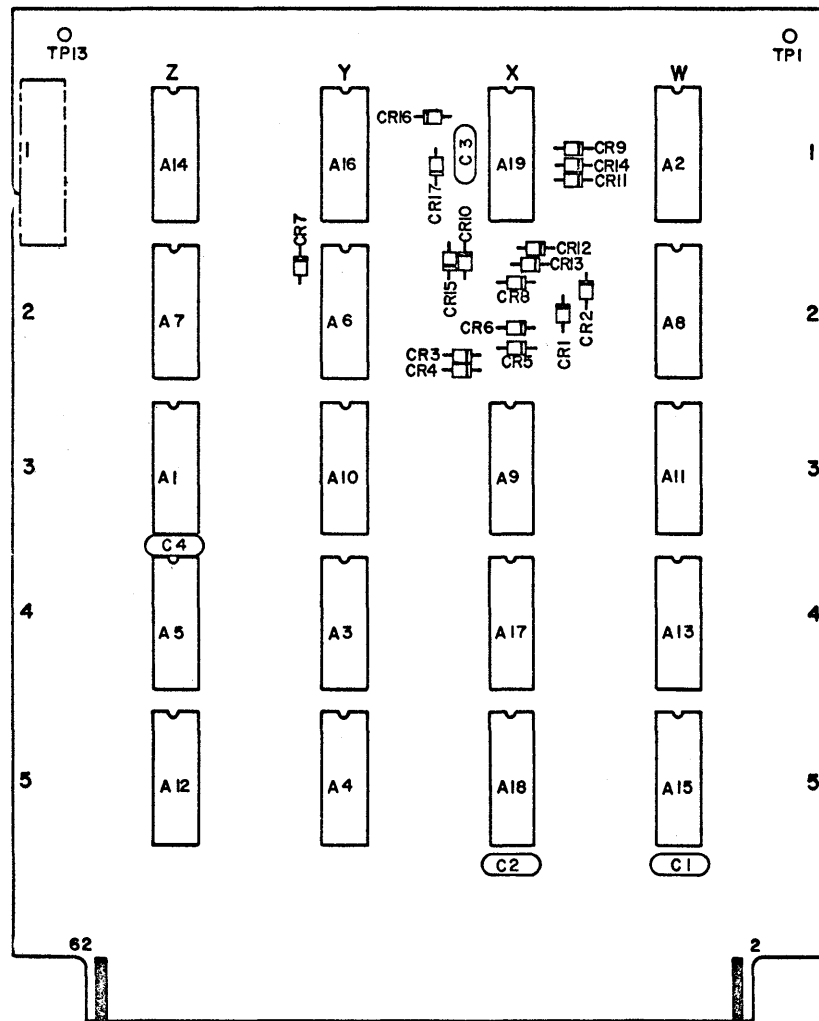 TP13 TP1
Z Y X W
CR16
C3
CR9
1 A14 A16 A19 CR14 A2 1
CR11
CR17
CR10
CR7
CR12
CR13
CR15
CR8
2 A7 A6 A8 2
CR6
CR1
CR2
CR3
CR5
CR4
3 A1 A10 A9 A11 3
C4
4 A5 A3 A17 A13 4
5 A12 A4 A18 A15 5
C2 C1
62 2